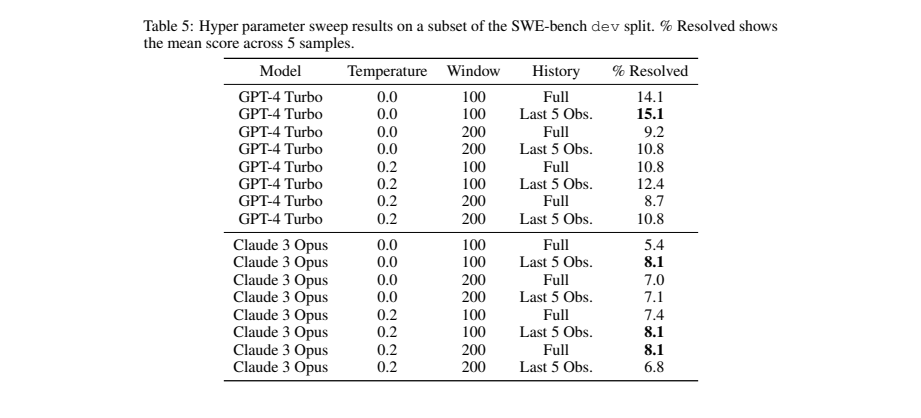 Table 5: Hyper parameter sweep results on a subset of the SWE-bench dev split. % Resolved shows
the mean score across 5 samples.
Model Temperature Window History % Resolved
GPT-4 Turbo 0.0 100 Full 14.1
GPT-4 Turbo 0.0 100 Last 5 Obs. 15.1
GPT-4 Turbo 0.0 200 Full 9.2
GPT-4 Turbo 0.0 200 Last 5 Obs. 10.8
GPT-4 Turbo 0.2 100 Full 10.8
GPT-4 Turbo 0.2 100 Last 5 Obs. 12.4
GPT-4 Turbo 0.2 200 Full 8.7
GPT-4 Turbo 0.2 200 Last 5 Obs. 10.8
Claude 3 Opus 0.0 100 Full 5.4
Claude 3 Opus 0.0 100 Last 5 Obs. 8.1
Claude 3 Opus 0.0 200 Full 7.0
Claude 3 Opus 0.0 200 Last 5 Obs. 7.1
Claude 3 Opus 0.2 100 Full 7.4
Claude 3 Opus 0.2 100 Last 5 Obs. 8.1
Claude 3 Opus 0.2 200 Full 8.1
Claude 3 Opus 0.2 200 Last 5 Obs. 6.8